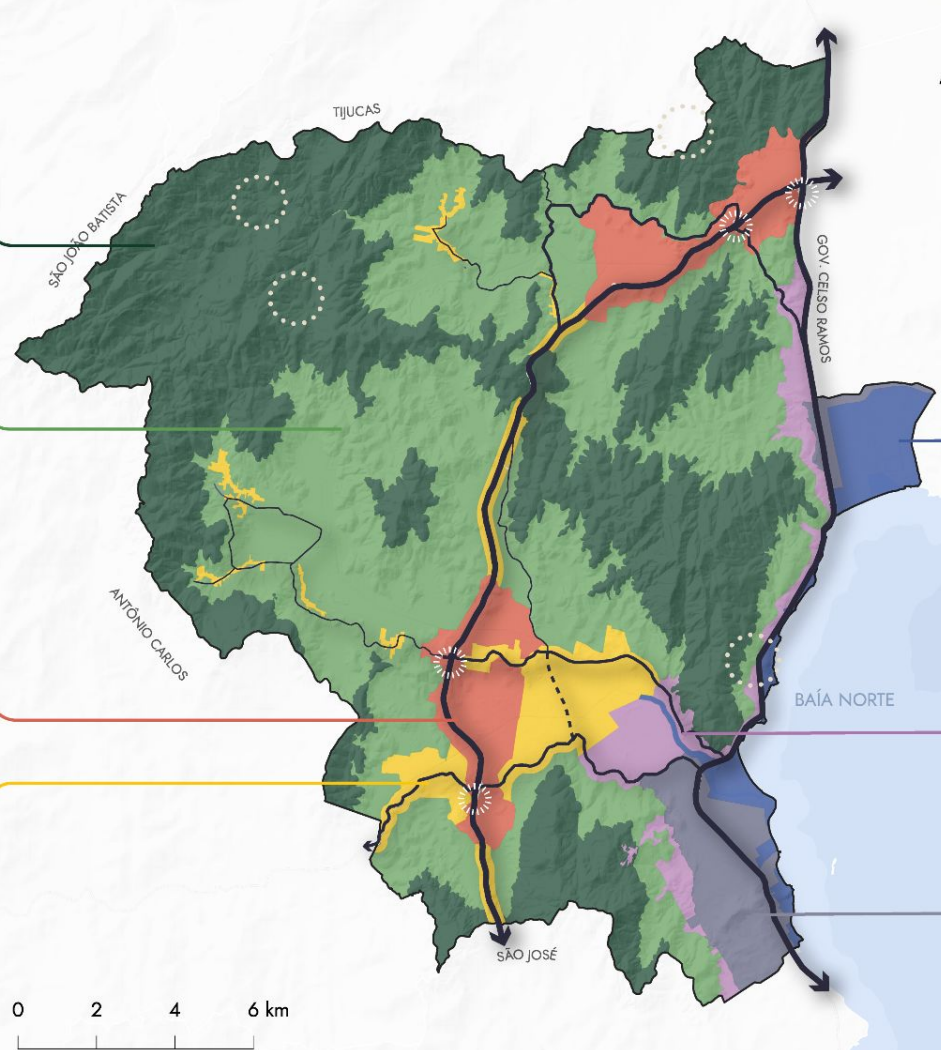 TIJUCAS
SÃO JOÃO BATISTA
GOV. CELSO RAMOS
ANTÔNIO CARLOS
BAÍA NORTE
SÃO JOSÉ
0 2 4 6 km